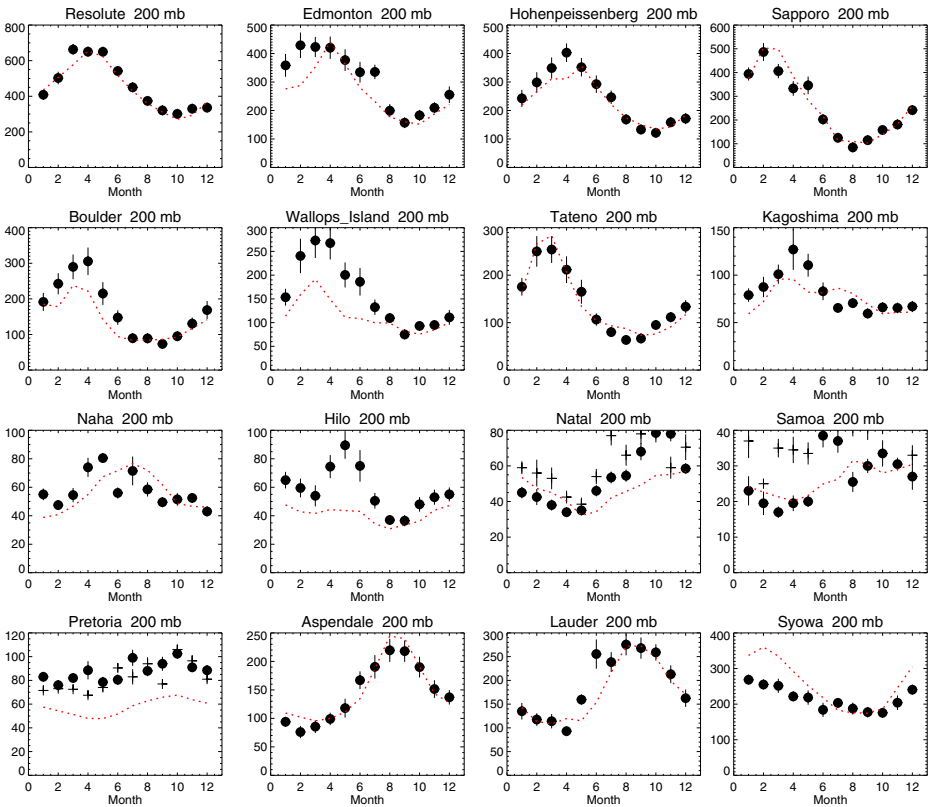 Resolute 200 mb
800
600
400
200
0
0 2 4 6 8 10 12
Month
Edmonton 200 mb
500
400
300
200
100
0
0 2 4 6 8 10 12
Month
Hohenpeissenberg 200 mb
500
400
300
200
100
0
0 2 4 6 8 10 12
Month
Sapporo 200 mb
600
500
400
300
200
100
0
0 2 4 6 8 10 12
Month
Boulder 200 mb
400
300
200
100
0
0 2 4 6 8 10 12
Month
Wallops_Island 200 mb
300
250
200
150
100
50
0
0 2 4 6 8 10 12
Month
Tateno 200 mb
300
200
100
0
0 2 4 6 8 10 12
Month
Kagoshima 200 mb
150
100
50
0
0 2 4 6 8 10 12
Month
Naha 200 mb
100
80
60
40
20
0
0 2 4 6 8 10 12
Month
Hilo 200 mb
100
80
60
40
20
0
0 2 4 6 8 10 12
Month
Natal 200 mb
80
60
40
20
0
0 2 4 6 8 10 12
Month
Samoa 200 mb
40
30
20
10
0
0 2 4 6 8 10 12
Month
Pretoria 200 mb
120
100
80
60
40
20
0
0 2 4 6 8 10 12
Month
Aspendale 200 mb
250
200
150
100
50
0
0 2 4 6 8 10 12
Month
Lauder 200 mb
300
200
100
0
0 2 4 6 8 10 12
Month
Syowa 200 mb
400
300
200
100
0
0 2 4 6 8 10 12
Month